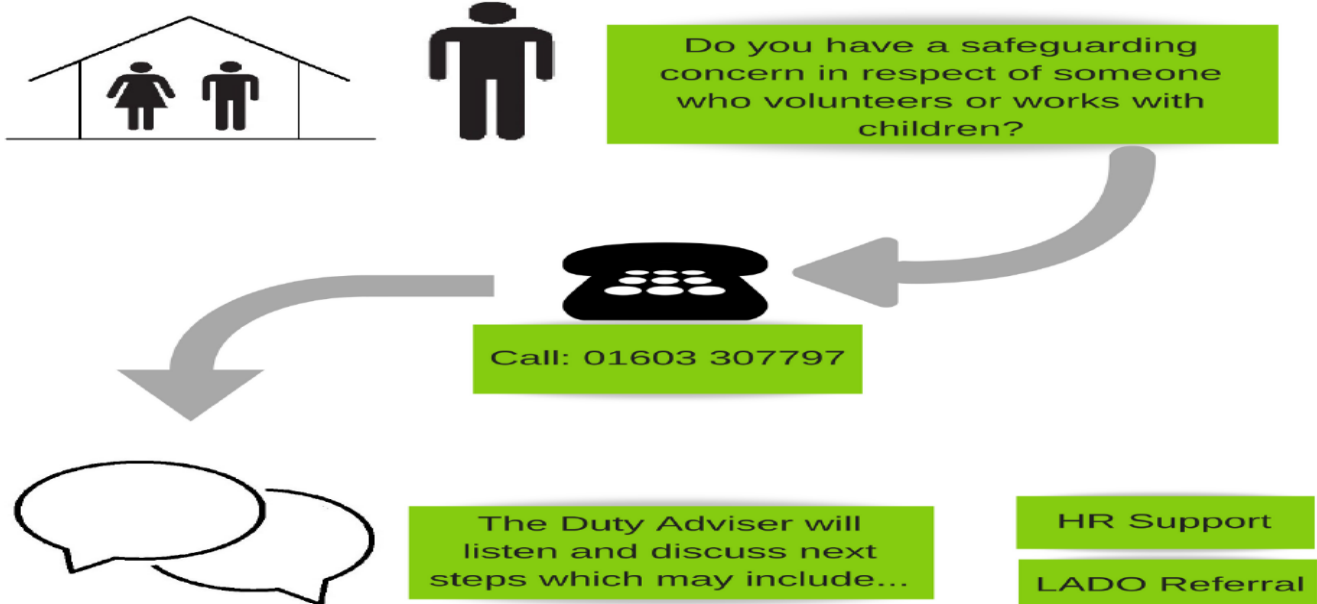 Do you have a safeguarding
concern in respect of someone
who volunteers or works with
children?
Call: 01603 307797
The Duty Adviser will
listen and discuss next
steps which may include...
HR Support
LADO Referral